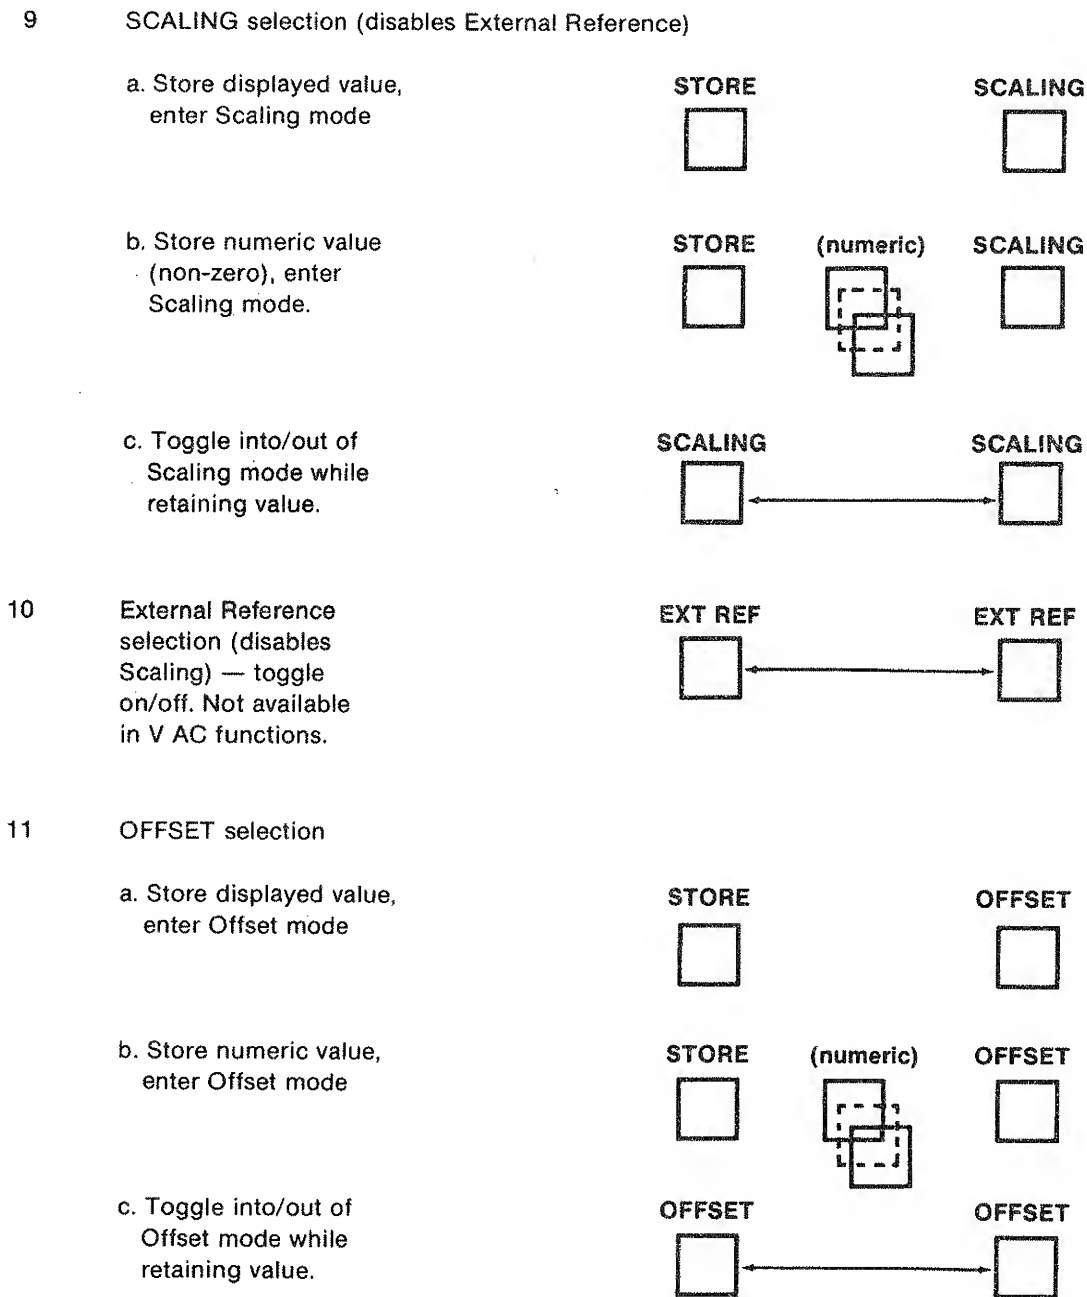 9 SCALING selection (disables External Reference)
a. Store displayed value, STORE SCALING
enter Scaling mode
b. Store numeric value STORE (numeric) SCALING
(non-zero), enter
Scaling mode.
c. Toggle into/out of SCALING SCALING
Scaling mode while
retaining value.
10 External Reference EXT REF EXT REF
selection (disables
Scaling) — toggle
on/off. Not available
in V AC functions.
11 OFFSET selection
a. Store displayed value, STORE OFFSET
enter Offset mode
b. Store numeric value, STORE (numeric) OFFSET
enter Offset mode
c. Toggle into/out of OFFSET OFFSET
Offset mode while
retaining value.